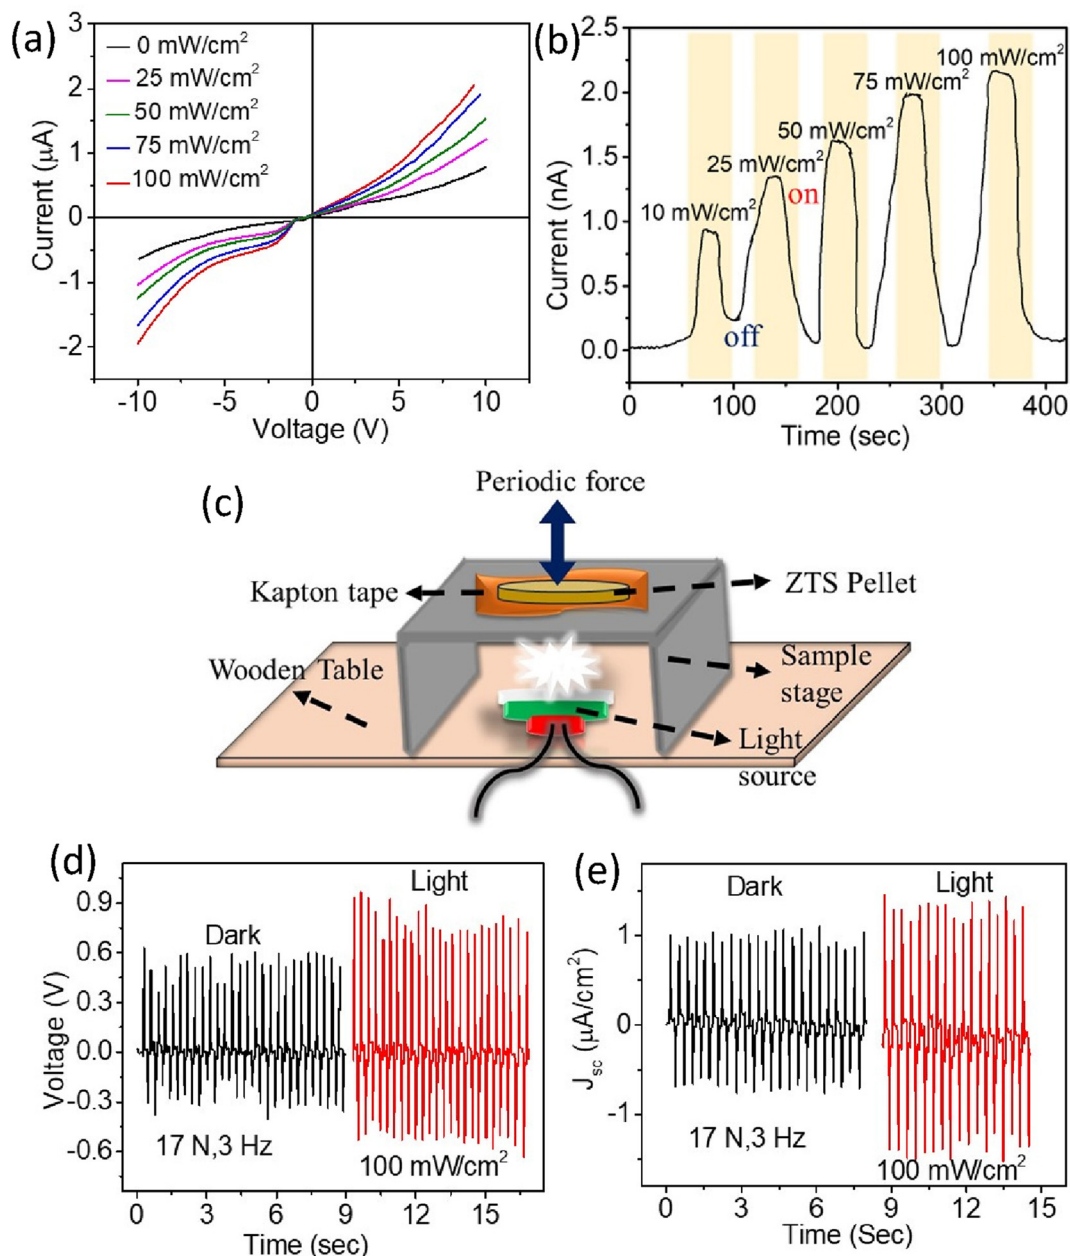 (a)
3
2
1
0
-1
-2
Current (μA)
0 mW/cm²
25 mW/cm²
50 mW/cm²
75 mW/cm²
100 mW/cm²
-10
-5
0
5
10
Voltage (V)
(b)
2.5
2.0
1.5
1.0
0.5
0.0
Current (nA)
10 mW/cm²
25 mW/cm²
50 mW/cm²
75 mW/cm²
100 mW/cm²
on
off
0
100
200
300
400
Time (sec)
(c)
Periodic force
Kapton tape
ZTS Pellet
Wooden Table
Sample
stage
Light
source
(d)
0.9
0.6
0.3
0.0
-0.3
-0.6
Voltage (V)
Dark
Light
17 N,3 Hz
100 mW/cm²
0
3
6
9
12
15
Time (sec)
(e)
1
0
-1
Jsc (μA/cm²)
Dark
Light
17 N,3 Hz
100 mW/cm²
0
3
6
9
12
15
Time (Sec)